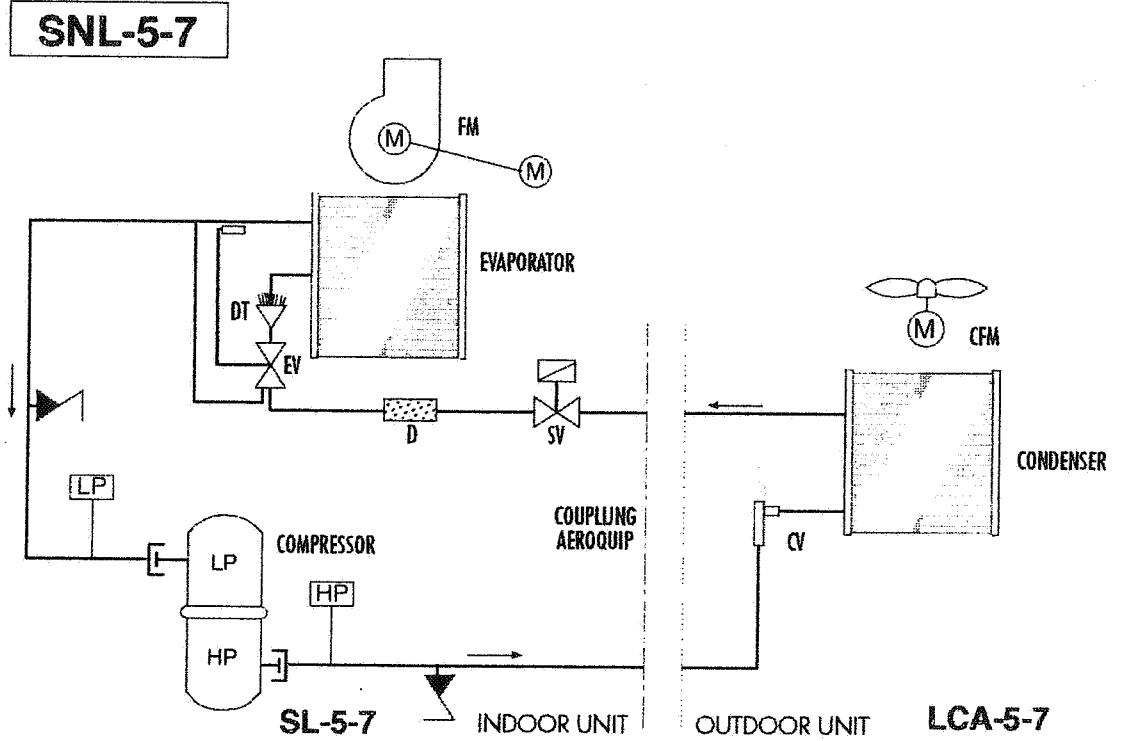 SNL-5-7
FM
M
M
EVAPORATOR
DT
EV
D
SV
M
CFM
CONDENSER
CV
COUPLING
AEROQUIP
LP
COMPRESSOR
LP
HP
HP
SL-5-7
INDOOR UNIT
OUTDOOR UNIT
LCA-5-7